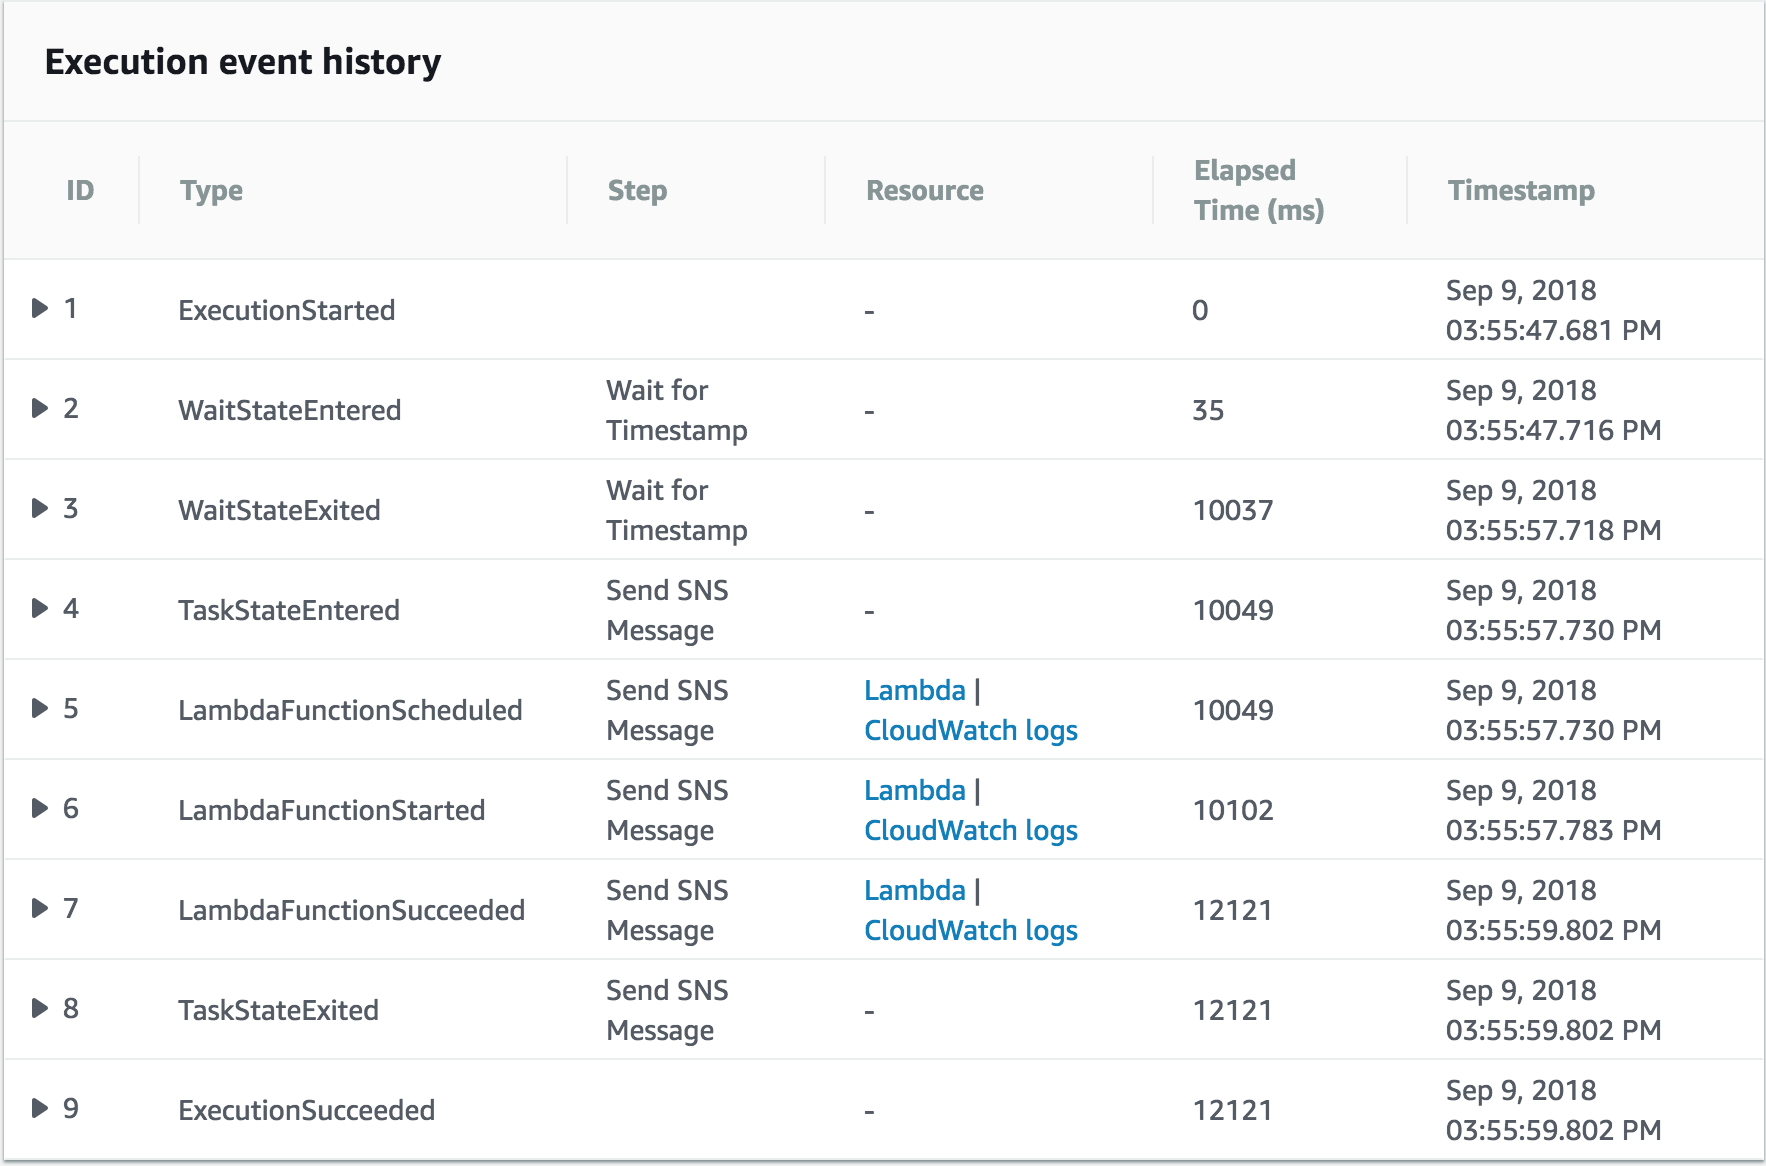 Execution event history
ID Type Step Resource Elapsed Time (ms) Timestamp
1 ExecutionStarted - 0 Sep 9, 2018 03:55:47.681 PM
2 WaitStateEntered Wait for Timestamp - 35 Sep 9, 2018 03:55:47.716 PM
3 WaitStateExited Wait for Timestamp - 10037 Sep 9, 2018 03:55:57.718 PM
4 TaskStateEntered Send SNS Message - 10049 Sep 9, 2018 03:55:57.730 PM
5 LambdaFunctionScheduled Send SNS Message Lambda | CloudWatch logs 10049 Sep 9, 2018 03:55:57.730 PM
6 LambdaFunctionStarted Send SNS Message Lambda | CloudWatch logs 10102 Sep 9, 2018 03:55:57.783 PM
7 LambdaFunctionSucceeded Send SNS Message Lambda | CloudWatch logs 12121 Sep 9, 2018 03:55:59.802 PM
8 TaskStateExited Send SNS Message - 12121 Sep 9, 2018 03:55:59.802 PM
9 ExecutionSucceeded - 12121 Sep 9, 2018 03:55:59.802 PM